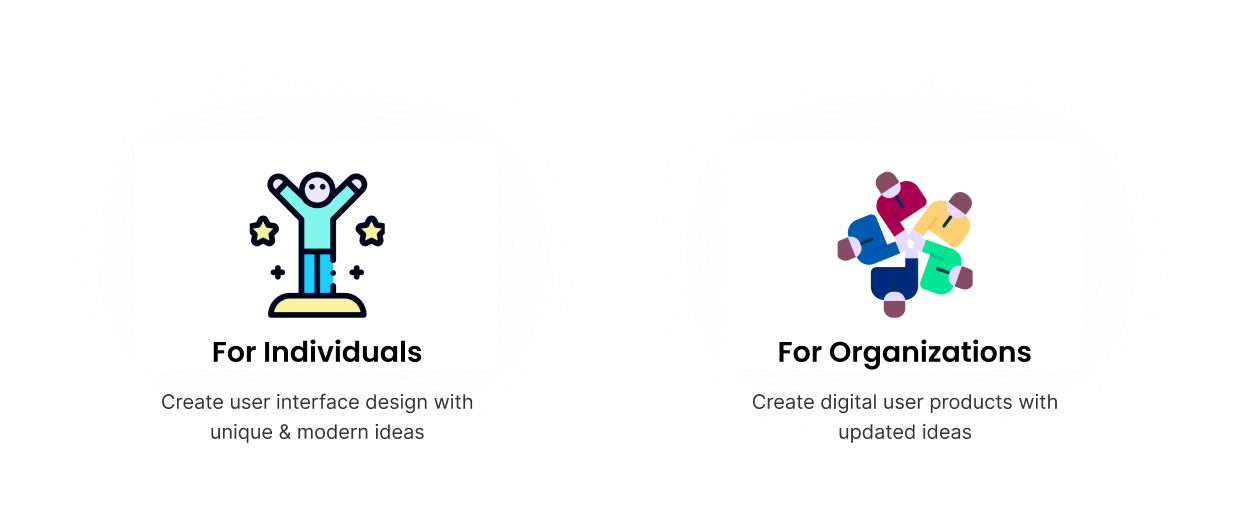 For Individuals
Create user interface design with
unique & modern ideas
For Organizations
Create digital user products with
updated ideas